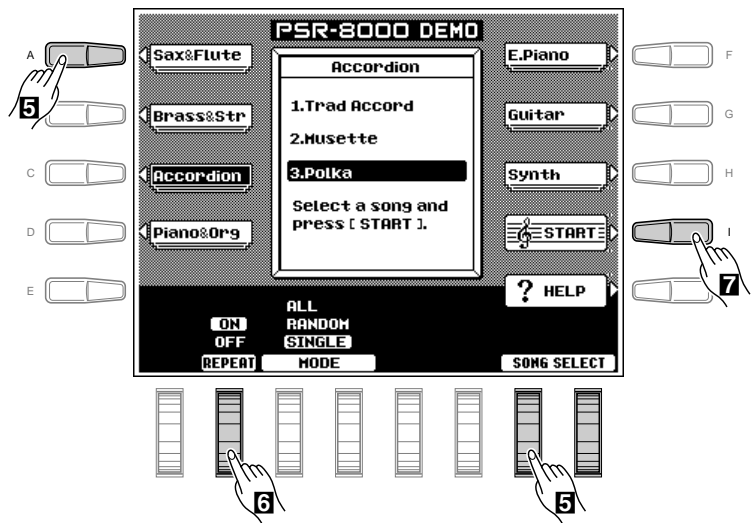 PSR-8000 DEMO
A
Sax&Flute
5
B
Brass&Str
C
Accordion
D
Piano&Org
E
Accordion
1.Trad Accord
2.Musette
3.Polka
Select a song and
press [ START ].
E.Piano
F
Guitar
G
Synth
H
START
I
7
? HELP
ON
OFF
REPEAT
ALL
RANDOM
SINGLE
MODE
SONG SELECT
6
5